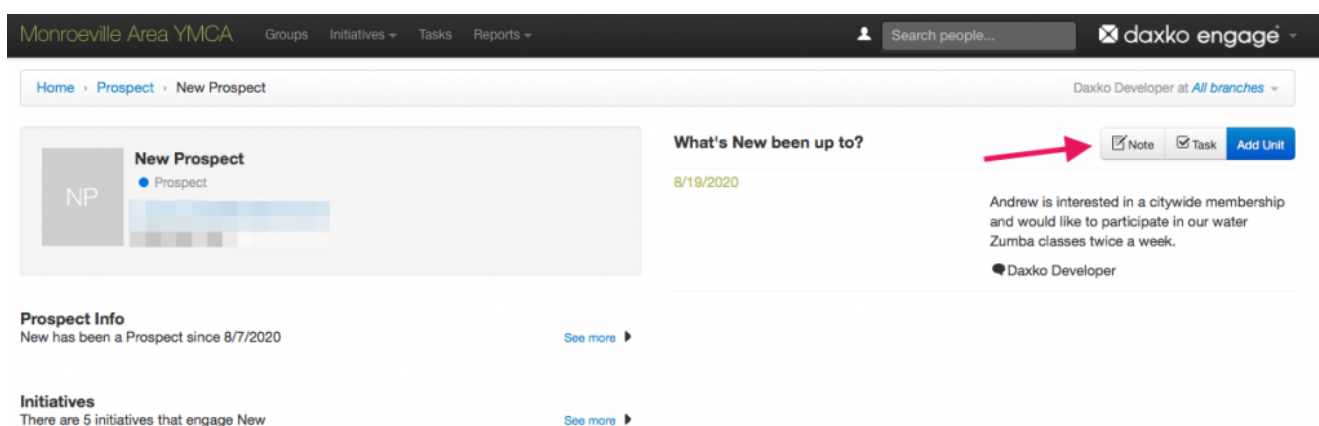 Monroeville Area YMCA Groups Initiatives Tasks Reports Search people... daxko engage
Home › Prospect › New Prospect Daxko Developer at All branches
NP
New Prospect
Prospect
What's New been up to? Note Task Add Unit
8/19/2020
Andrew is interested in a citywide membership
and would like to participate in our water
Zumba classes twice a week.
Daxko Developer
Prospect Info
New has been a Prospect since 8/7/2020 See more
Initiatives
There are 5 initiatives that engage New See more